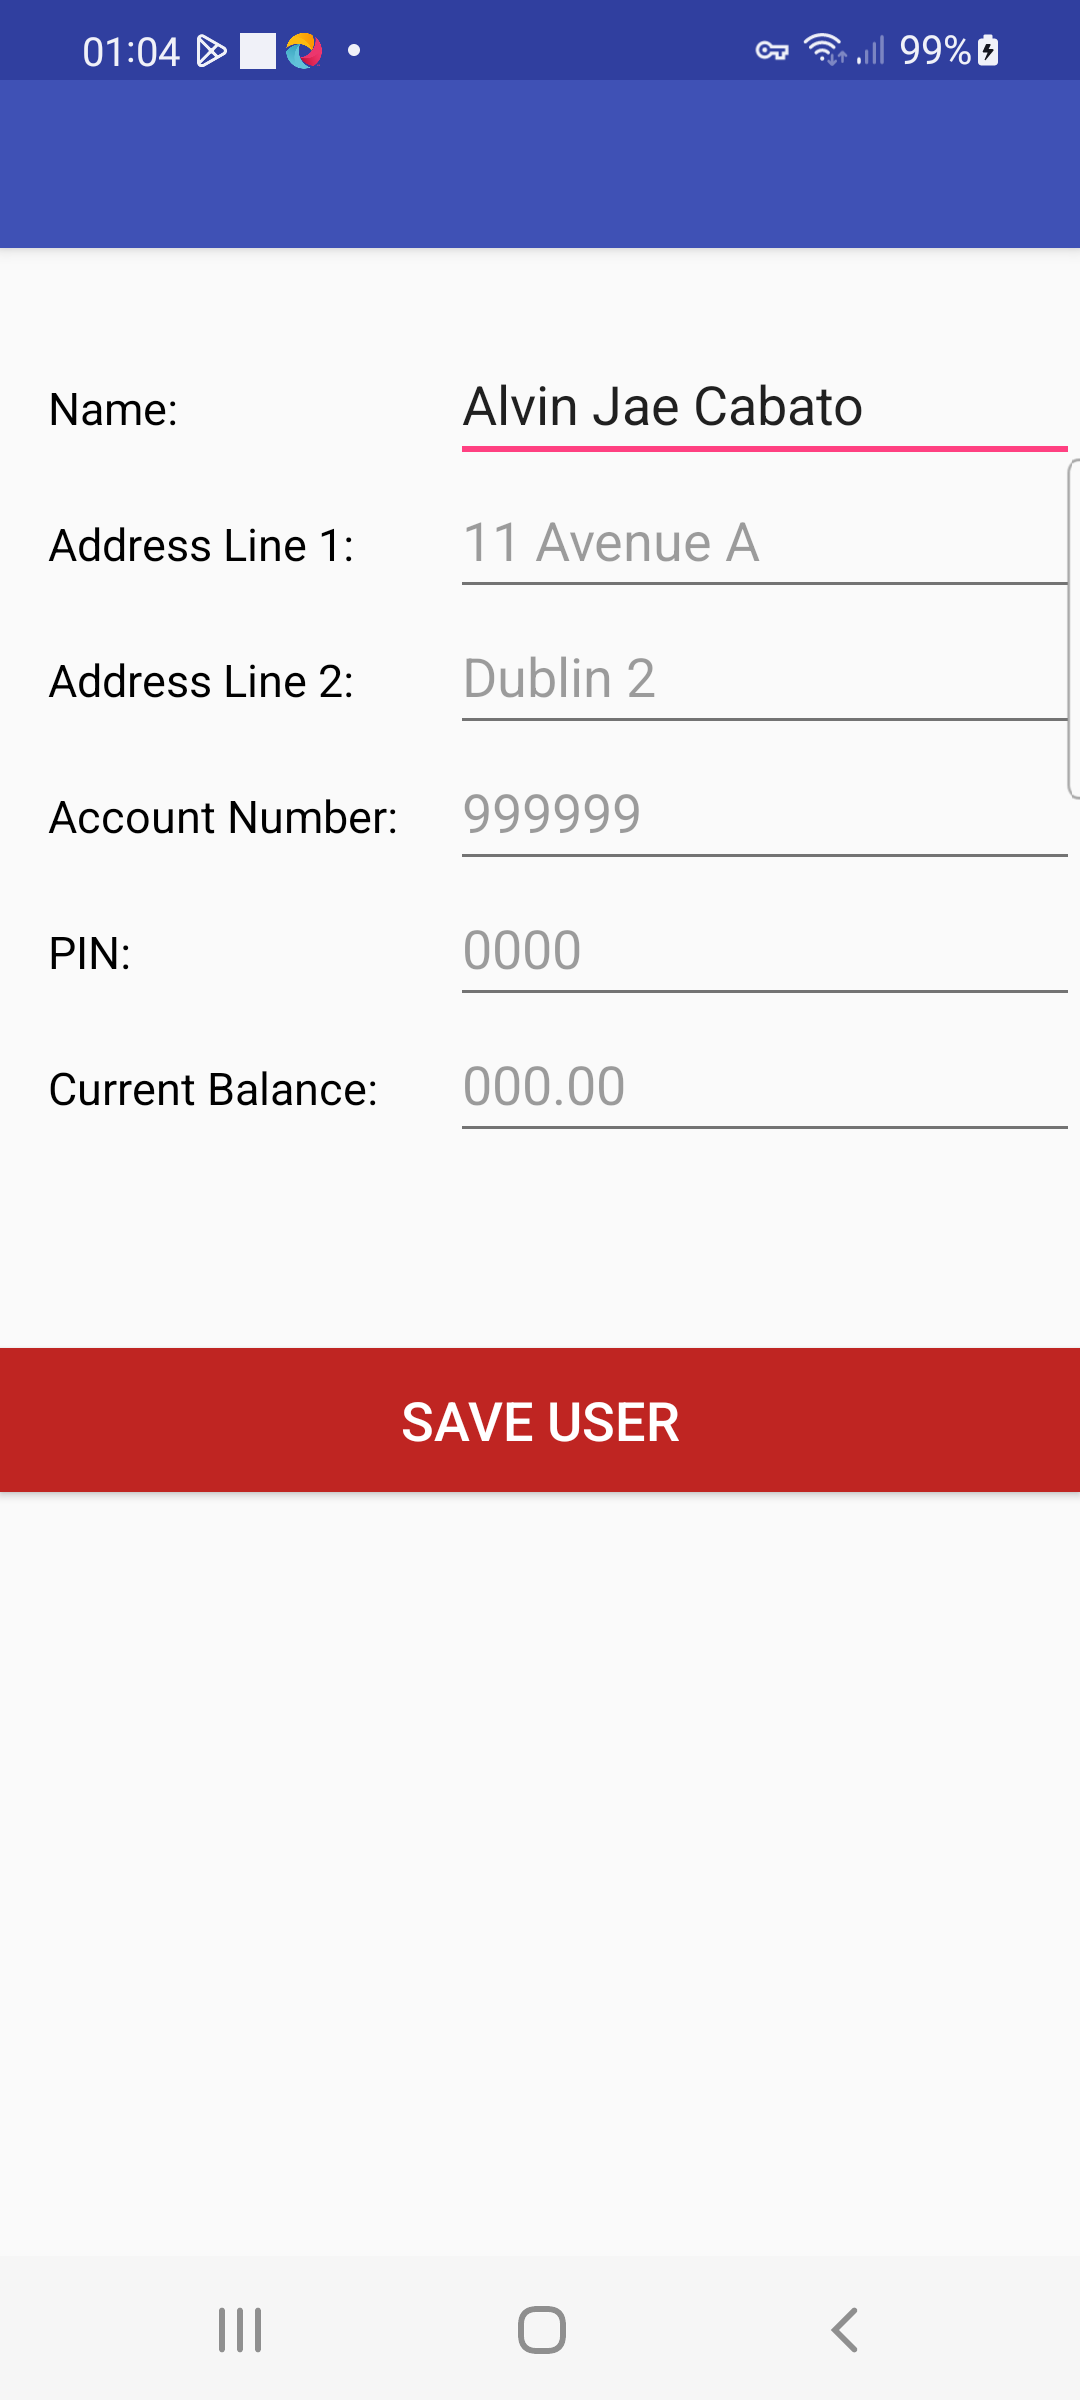 01:04 99%
Name: Alvin Jae Cabato
Address Line 1: 11 Avenue A
Address Line 2: Dublin 2
Account Number: 999999
PIN: 0000
Current Balance: 000.00
SAVE USER